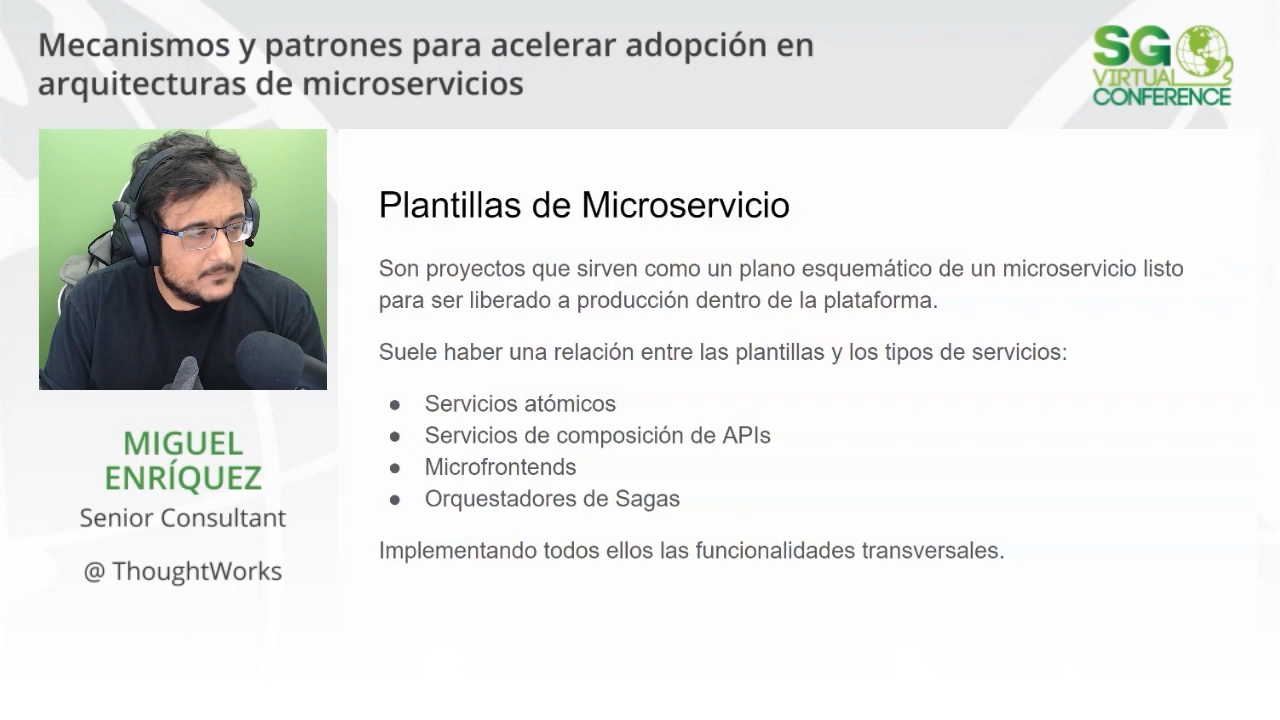 Mecanismos y patrones para acelerar adopción en
arquitecturas de microservicios
SG
VIRTUAL
CONFERENCE
Plantillas de Microservicio
Son proyectos que sirven como un plano esquemático de un microservicio listo
para ser liberado a producción dentro de la plataforma.
Suele haber una relación entre las plantillas y los tipos de servicios:
● Servicios atómicos
● Servicios de composición de APIs
● Microfrontends
● Orquestadores de Sagas
Implementando todos ellos las funcionalidades transversales.
MIGUEL
ENRÍQUEZ
Senior Consultant
@ ThoughtWorks